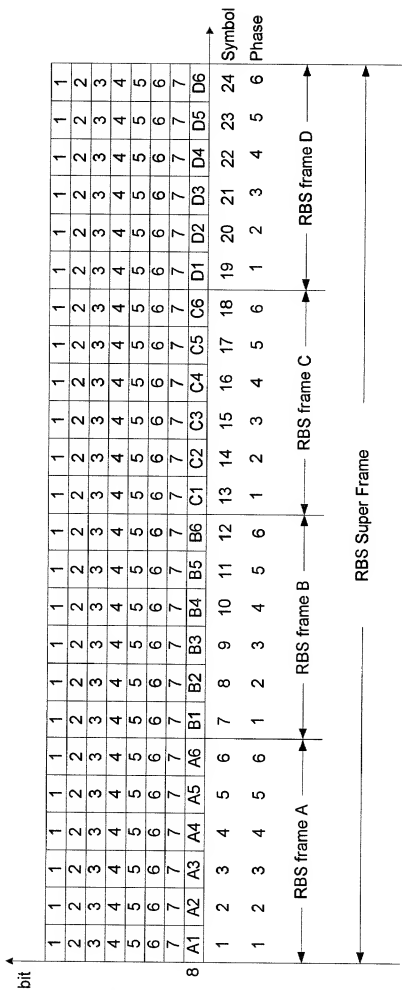 bit
1 1 1 1 1 1 1 1 1 1 1 1 1 1 1 1 1 1 1 1 1 1 1 1
2 2 2 2 2 2 2 2 2 2 2 2 2 2 2 2 2 2 2 2 2 2 2 2
3 3 3 3 3 3 3 3 3 3 3 3 3 3 3 3 3 3 3 3 3 3 3 3
4 4 4 4 4 4 4 4 4 4 4 4 4 4 4 4 4 4 4 4 4 4 4 4
5 5 5 5 5 5 5 5 5 5 5 5 5 5 5 5 5 5 5 5 5 5 5 5
6 6 6 6 6 6 6 6 6 6 6 6 6 6 6 6 6 6 6 6 6 6 6 6
7 7 7 7 7 7 7 7 7 7 7 7 7 7 7 7 7 7 7 7 7 7 7 7
8 A1 A2 A3 A4 A5 A6 B1 B2 B3 B4 B5 B6 C1 C2 C3 C4 C5 C6 D1 D2 D3 D4 D5 D6
1 2 3 4 5 6 7 8 9 10 11 12 13 14 15 16 17 18 19 20 21 22 23 24 Symbol
1 2 3 4 5 6 1 2 3 4 5 6 1 2 3 4 5 6 1 2 3 4 5 6 Phase
RBS frame A RBS frame B RBS frame C RBS frame D
RBS Super Frame